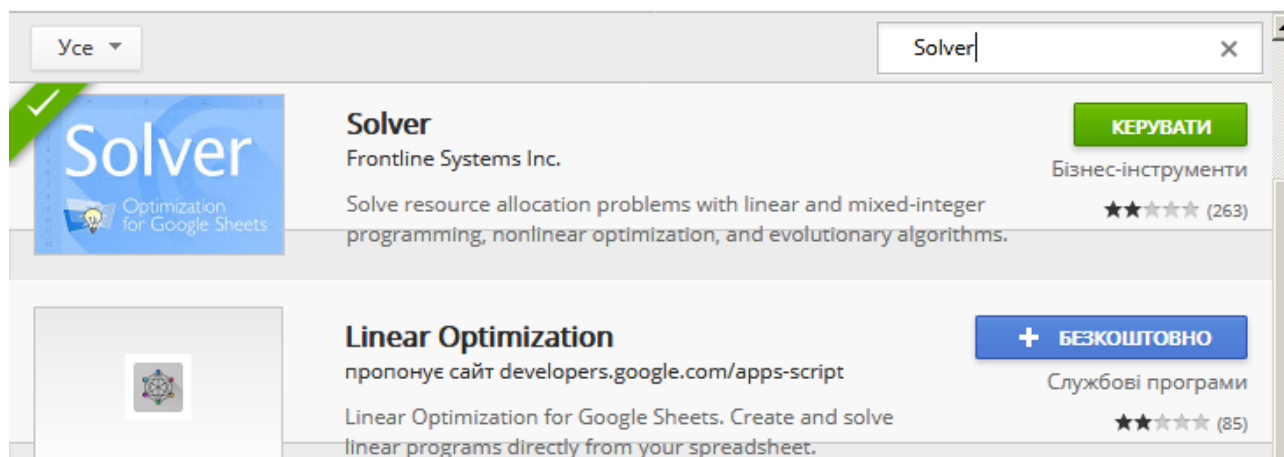 Усе
Solver
Solver
Optimization
for Google Sheets
Solver
Frontline Systems Inc.
Solve resource allocation problems with linear and mixed-integer
programming, nonlinear optimization, and evolutionary algorithms.
КЕРУВАТИ
Бізнес-інструменти
(263)
Linear Optimization
пропонує сайт developers.google.com/apps-script
Linear Optimization for Google Sheets. Create and solve
linear programs directly from your spreadsheet.
+ БЕЗКОШТОВНО
Службові програми
(85)